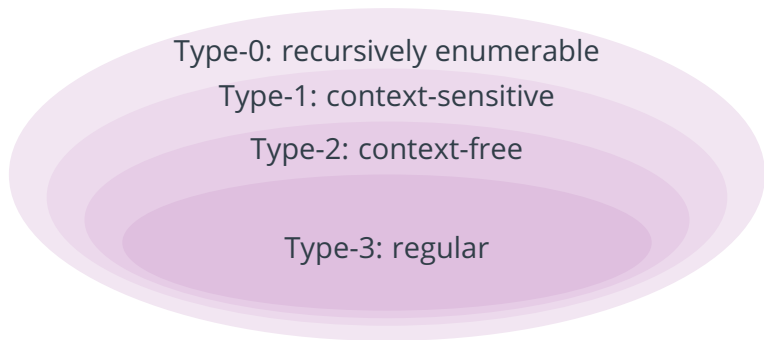 Type-0: recursively enumerable
Type-1: context-sensitive
Type-2: context-free
Type-3: regular